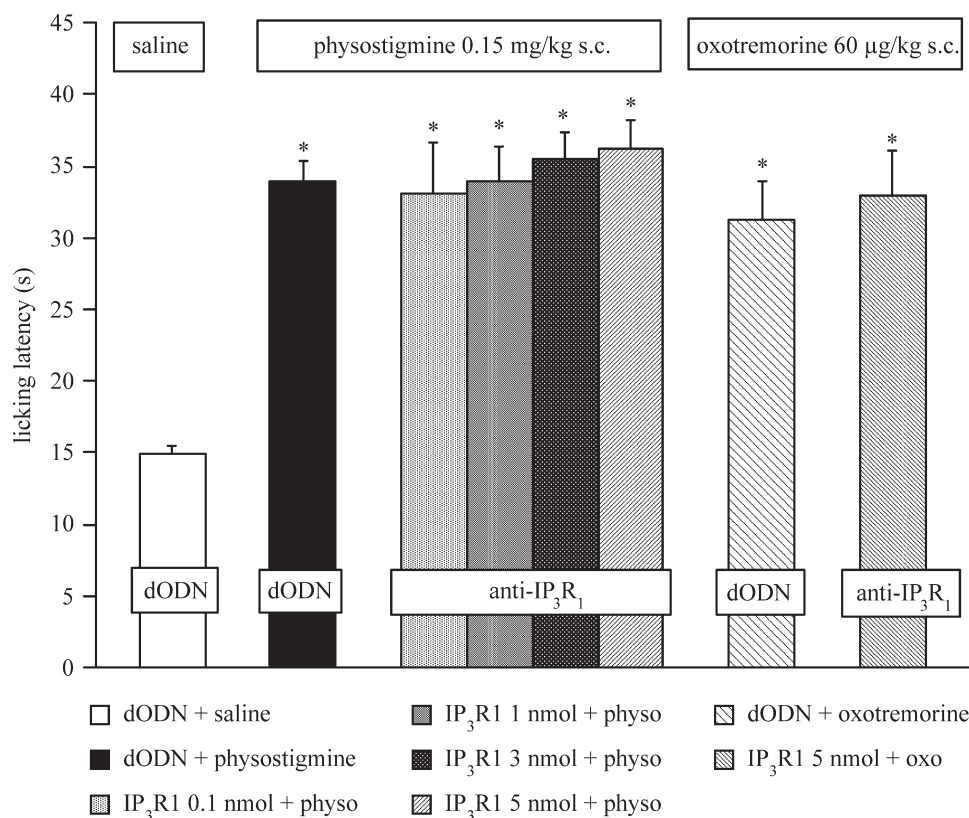 saline
physostigmine 0.15 mg/kg s.c.
oxotremorine 60 µg/kg s.c.
licking latency (s)
45
40
35
30
25
20
15
10
5
0
*
*
*
*
*
*
*
dODN
dODN
anti-IP₃R₁
dODN
anti-IP₃R₁
dODN + saline
dODN + physostigmine
IP₃R1 0.1 nmol + physo
IP₃R1 1 nmol + physo
IP₃R1 3 nmol + physo
IP₃R1 5 nmol + physo
dODN + oxotremorine
IP₃R1 5 nmol + oxo